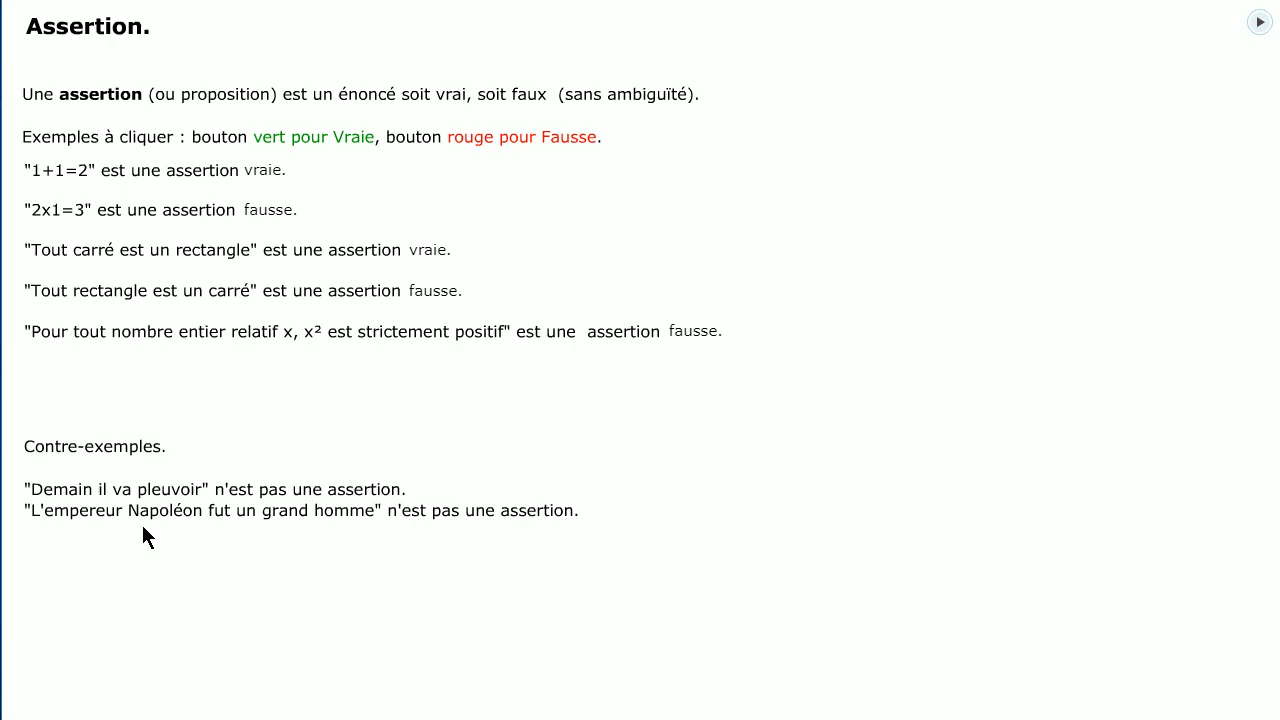 Assertion.
Une assertion (ou proposition) est un énoncé soit vrai, soit faux (sans ambiguïté).
Exemples à cliquer : bouton vert pour Vraie, bouton rouge pour Fausse.
"1+1=2" est une assertion vraie.
"2x1=3" est une assertion fausse.
"Tout carré est un rectangle" est une assertion vraie.
"Tout rectangle est un carré" est une assertion fausse.
"Pour tout nombre entier relatif x, x² est strictement positif" est une assertion fausse.
Contre-exemples.
"Demain il va pleuvoir" n'est pas une assertion.
"L'empereur Napoléon fut un grand homme" n'est pas une assertion.